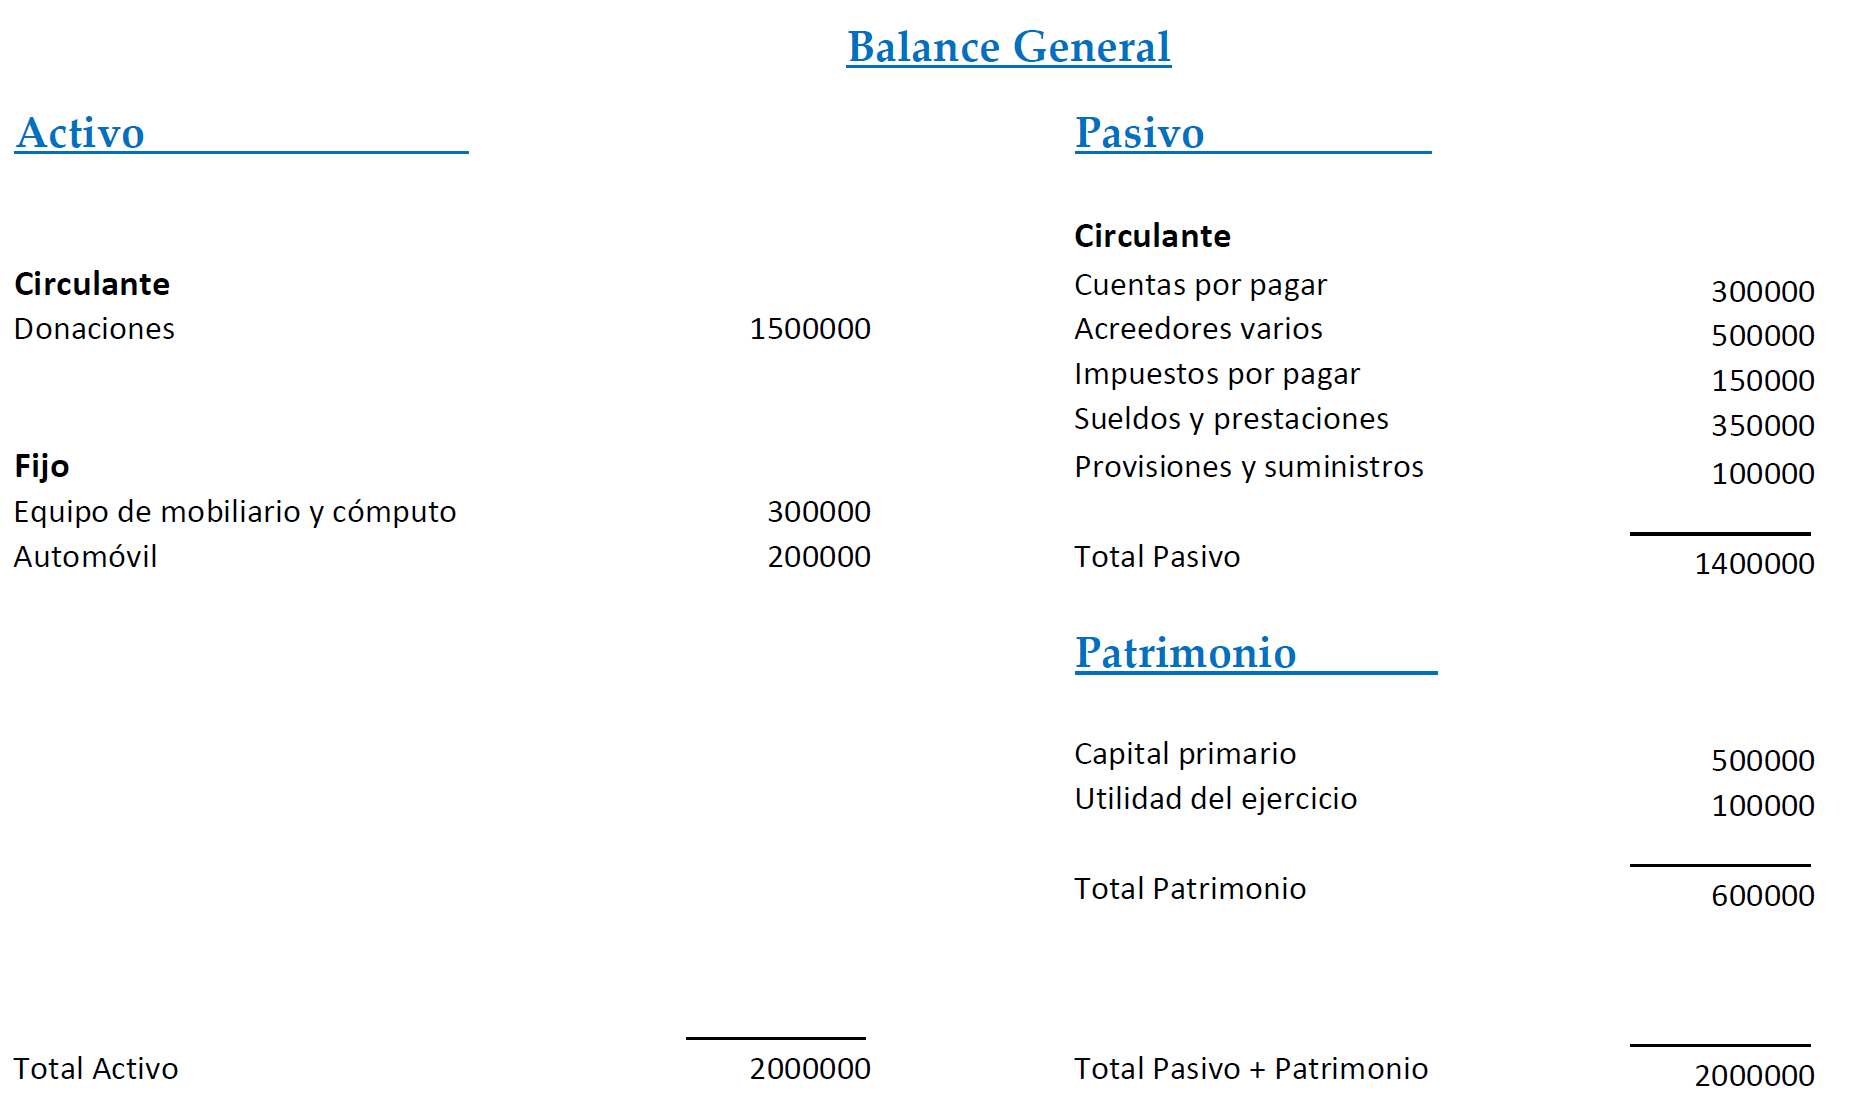 Balance General
Activo
Circulante
Donaciones 1500000
Fijo
Equipo de mobiliario y cómputo 300000
Automóvil 200000
Total Activo 2000000
Pasivo
Circulante
Cuentas por pagar 300000
Acreedores varios 500000
Impuestos por pagar 150000
Sueldos y prestaciones 350000
Provisiones y suministros 100000
Total Pasivo 1400000
Patrimonio
Capital primario 500000
Utilidad del ejercicio 100000
Total Patrimonio 600000
Total Pasivo + Patrimonio 2000000